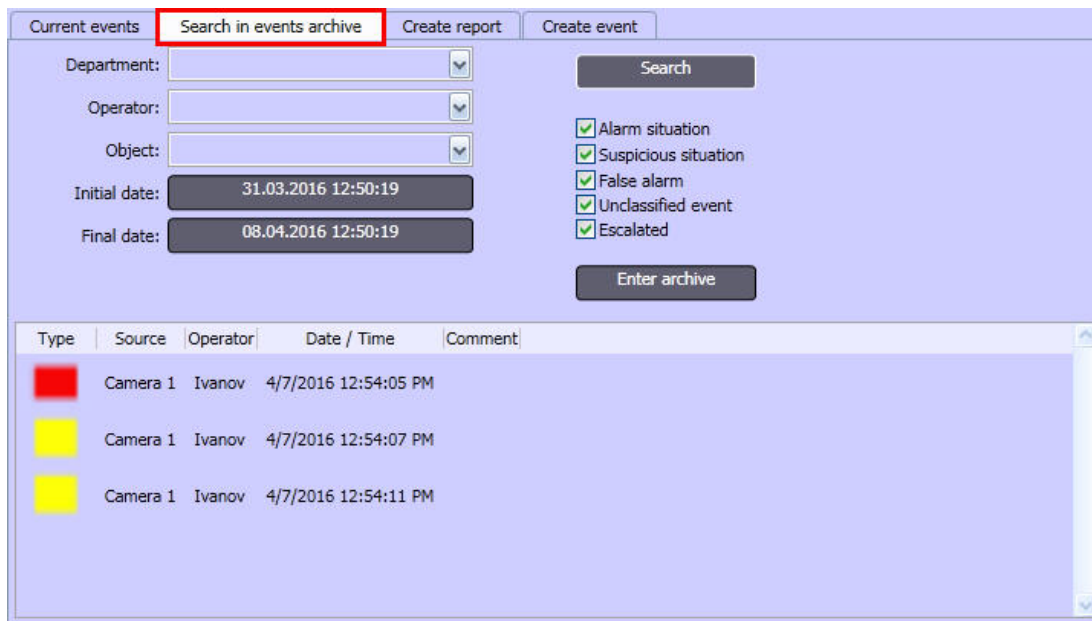 Current events Search in events archive Create report Create event
Department:
Search
Operator:
Alarm situation
Object:
Suspicious situation
False alarm
Initial date: 31.03.2016 12:50:19
Unclassified event
Final date: 08.04.2016 12:50:19
Escalated
Enter archive
Type Source Operator Date / Time Comment
Camera 1 Ivanov 4/7/2016 12:54:05 PM
Camera 1 Ivanov 4/7/2016 12:54:07 PM
Camera 1 Ivanov 4/7/2016 12:54:11 PM